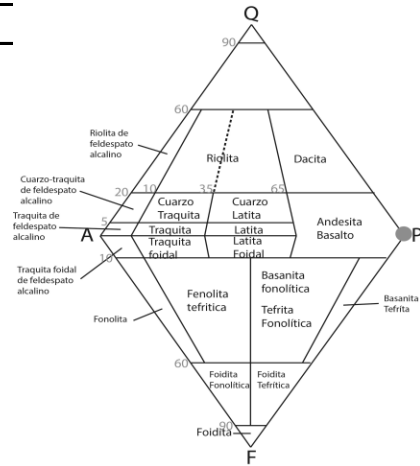 Q
90
60
Riolita de
feldespato
alcalino
Riolita
Dacita
Cuarzo-traquita
de feldespato
alcalino
20
10
35
65
Cuarzo
Traquita
Cuarzo
Latita
Traquita de
feldespato
alcalino
5
A
Traquita
Latita
Andesita
Basalto
P
Traquita
foidal
Latita
Foidal
10
Traquita foidal
de feldespato
alcalino
Basanita
fonolítica
Tefrita
Fonolítica
Fenolita
tefrítica
Fonolita
Basanita
Tefrita
60
Foidita
Fonolítica
Foidita
Tefrítica
90
Foidita
F